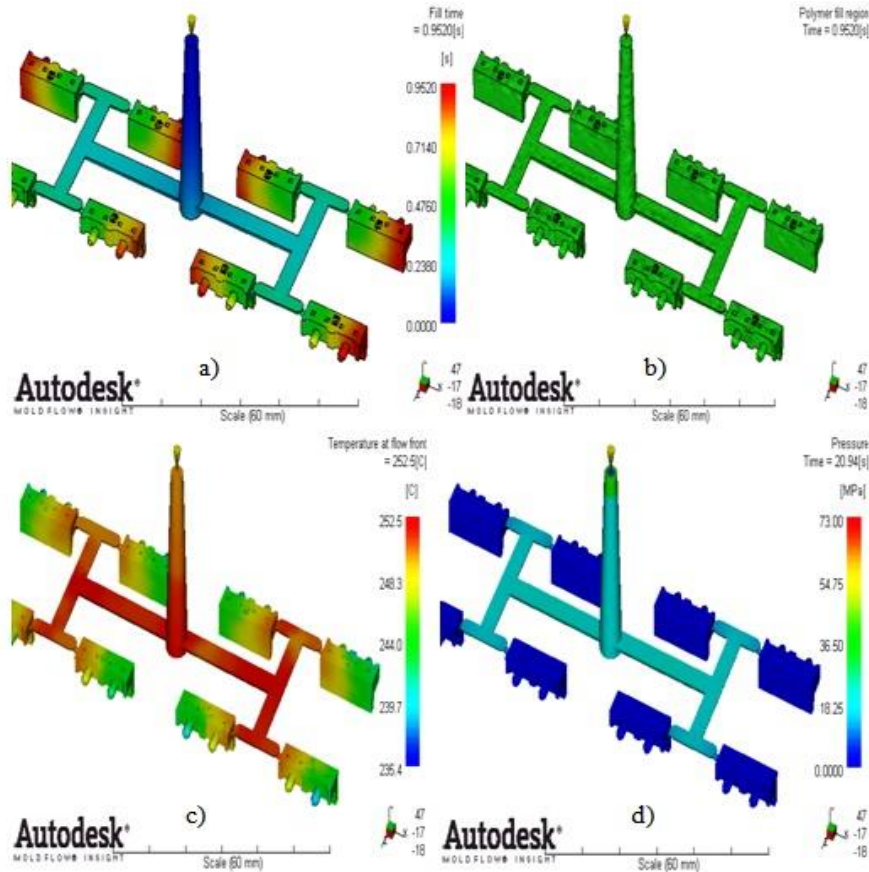 Fill time
= 0.9520[s]
[s]
0.9520
0.7140
0.4760
0.2380
0.0000
a)
Autodesk®
MOLDFLOW® INSIGHT
Scale (60 mm)
47
-17
-18
Polymer fill region
Time = 0.9520[s]
b)
Autodesk®
MOLDFLOW® INSIGHT
Scale (60 mm)
47
-17
-18
Temperature at flow front
= 252.5[C]
[C]
252.5
248.3
244.0
239.7
235.4
c)
Autodesk®
MOLDFLOW® INSIGHT
Scale (60 mm)
47
-17
-18
Pressure
Time = 20.94[s]
[MPa]
73.00
54.75
36.50
18.25
0.0000
d)
Autodesk®
MOLDFLOW® INSIGHT
Scale (60 mm)
47
-17
-18